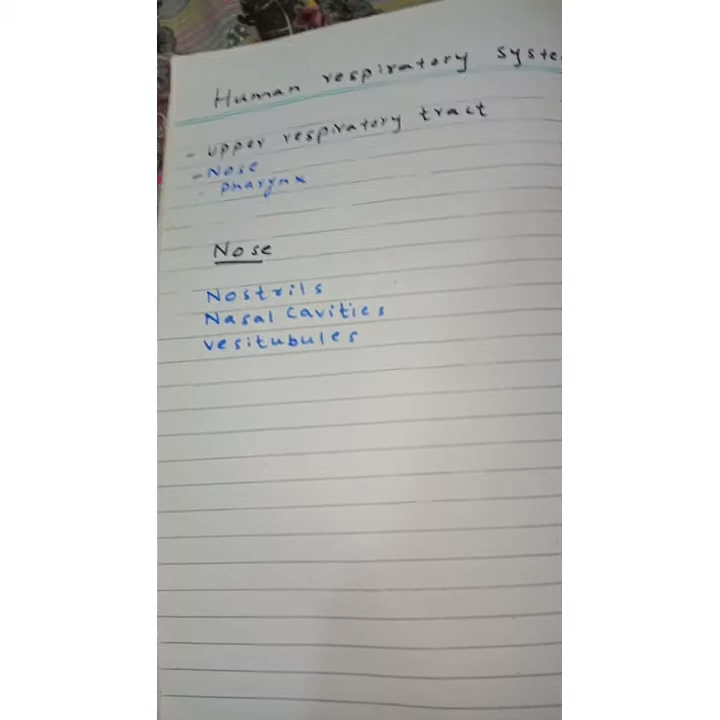 Human respiratory syste
- upper respiratory tract
- Nose
pharynx
Nose
Nostrils
Nasal cavities
vesitubules